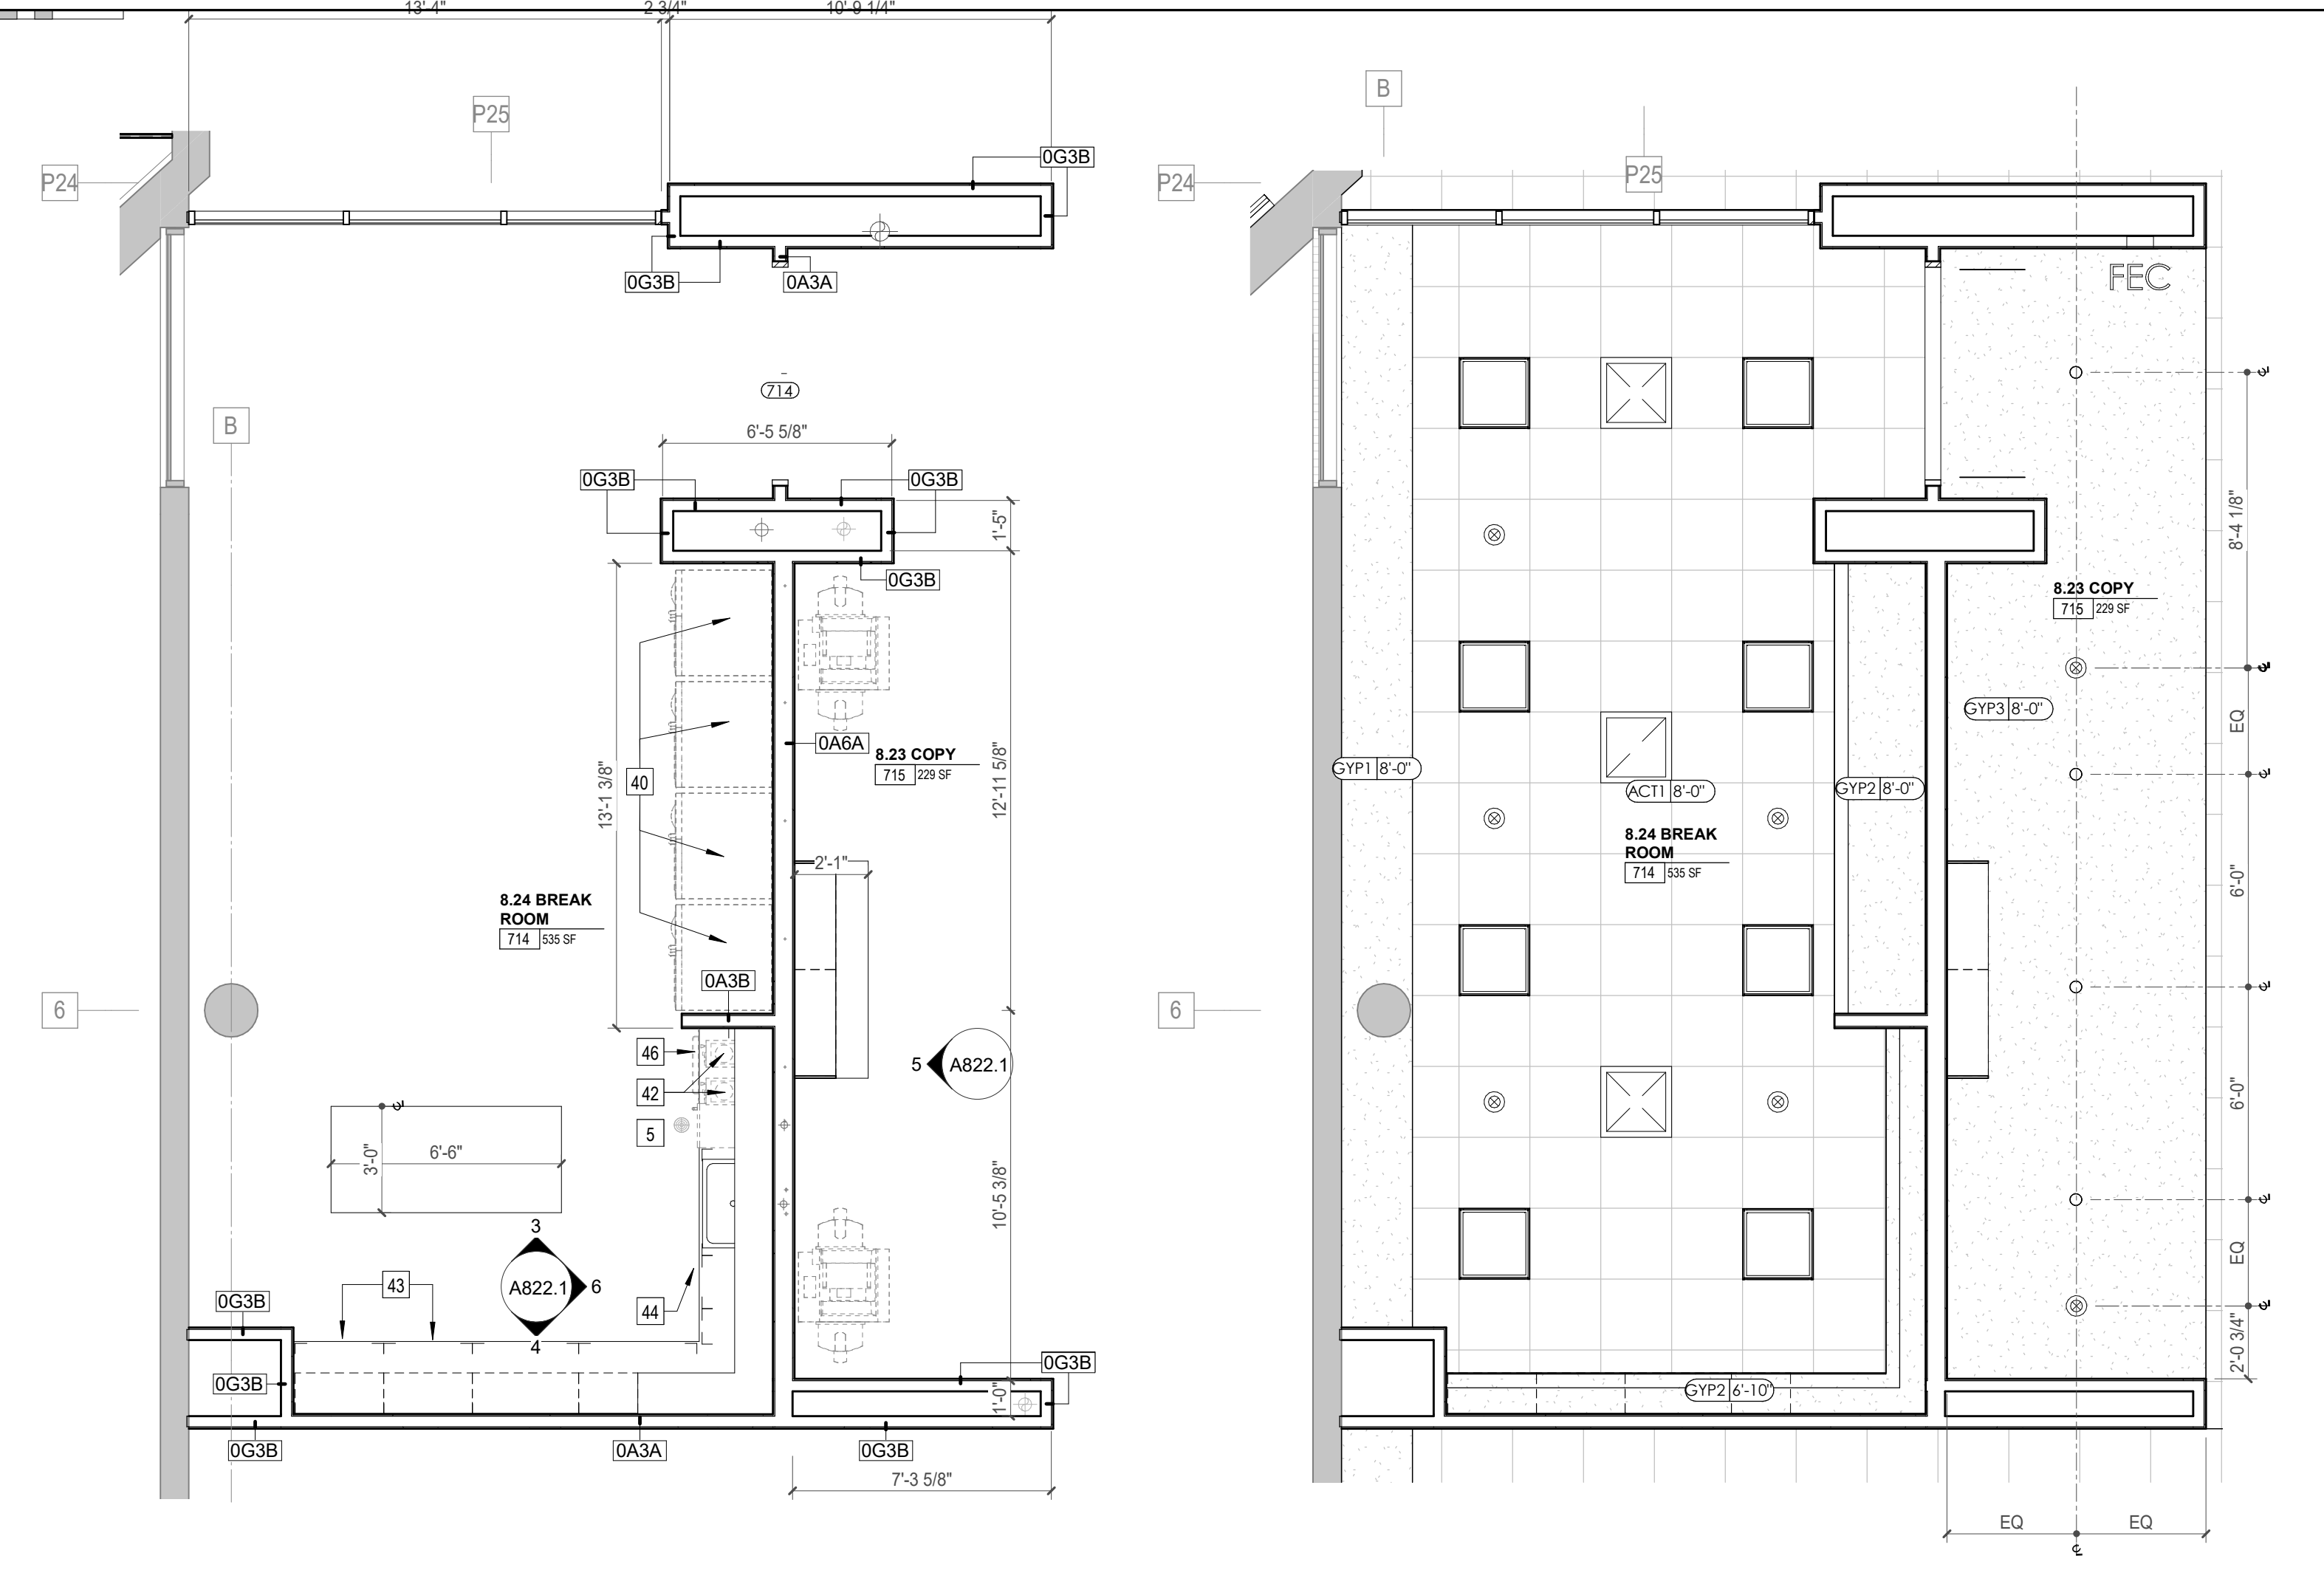 13'-4" 2 3/4" 10'-9 1/4"
P25
P24
0G3B
0G3B
0A3A
714
B
6'-5 5/8"
0G3B
0G3B
1'-5"
0G3B
13'-1 3/8"
40
0A6A
8.23 COPY
715 229 SF
12'-11 5/8"
2'-1"
8.24 BREAK
ROOM
714 535 SF
0A3B
6
46
42
5
5 A822.1
3'-0"
6'-6"
10'-5 3/8"
3
A822.1 6
4
43
44
0G3B
0G3B
0G3B
0A3A
0G3B
0G3B
1'-0"
7'-3 5/8"
B
P24
P25
FEC
8'-4 1/8"
8.23 COPY
715 229 SF
GYP3 8'-0"
EQ
GYP1 8'-0"
ACT1 8'-0"
GYP2 8'-0"
8.24 BREAK
ROOM
714 535 SF
6'-0"
6
6'-0"
EQ
2'-0 3/4"
GYP2 6'-10"
EQ EQ